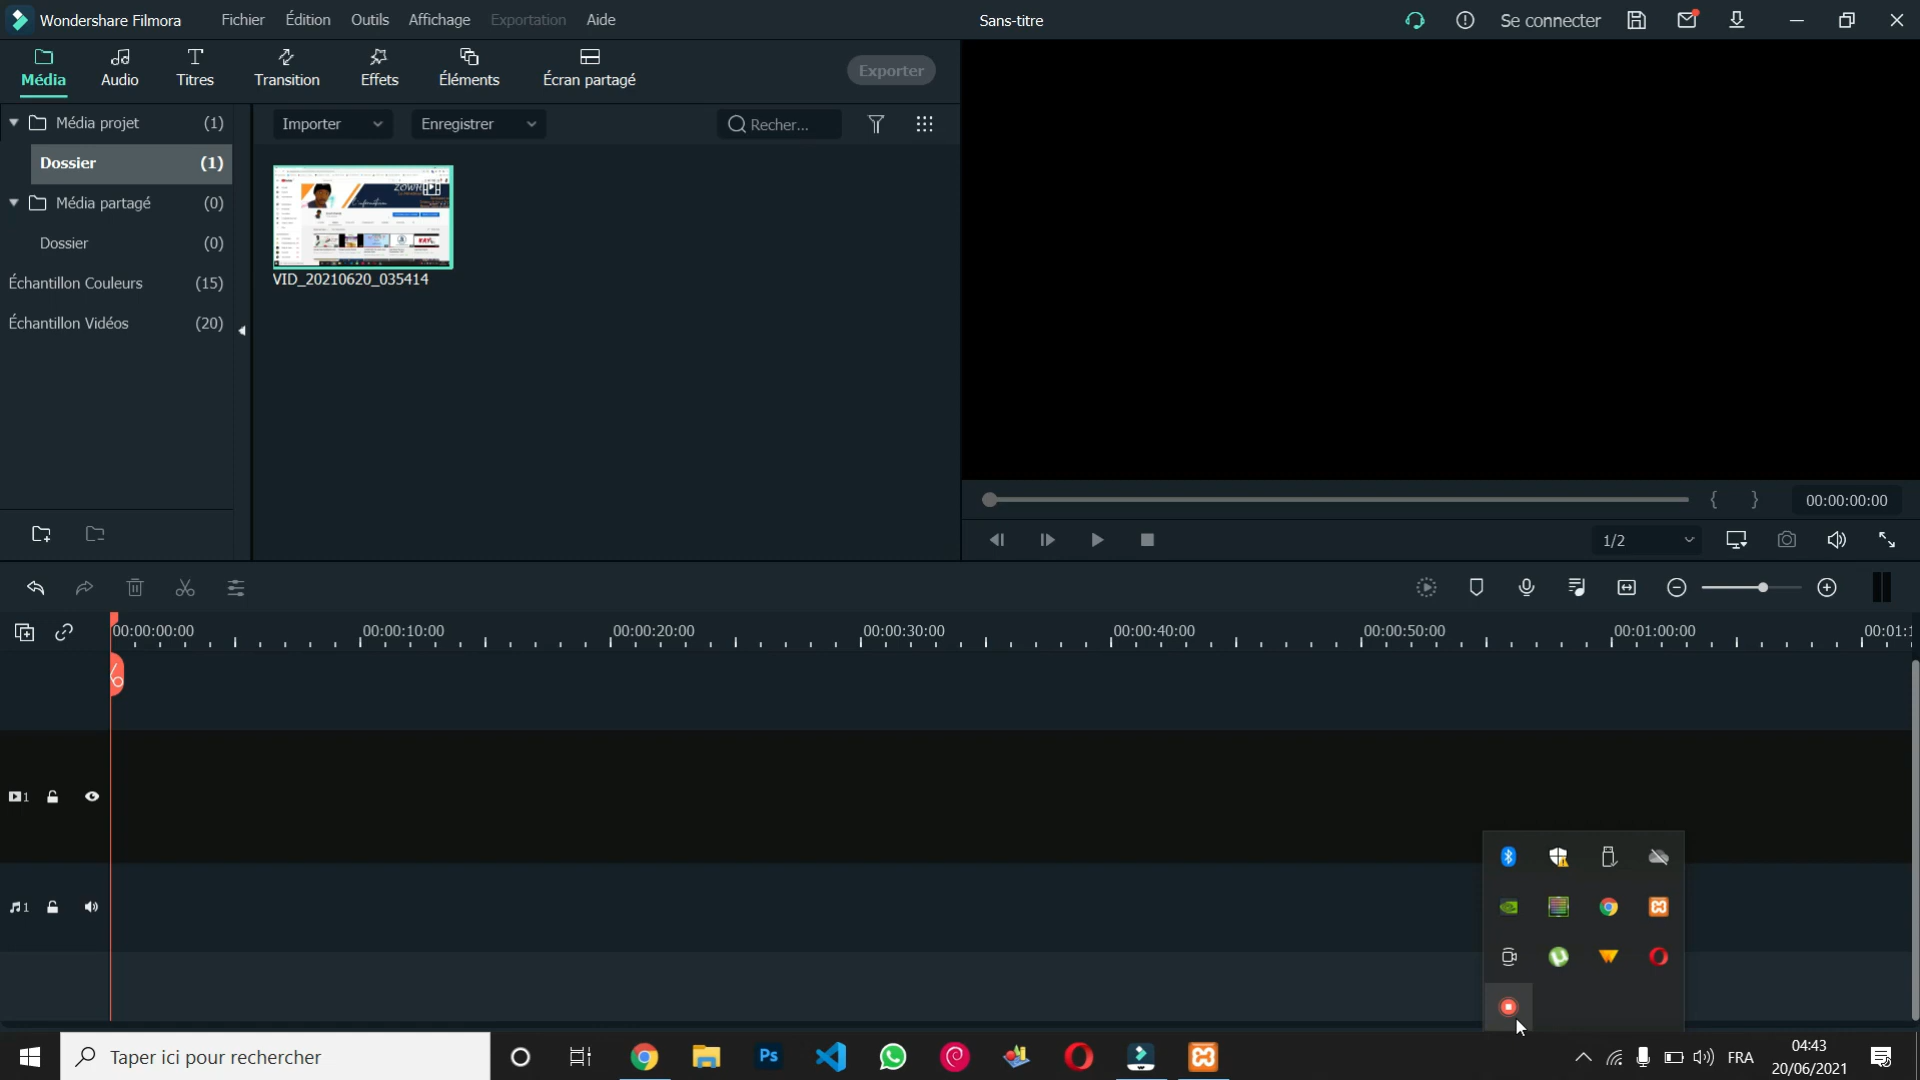 Wondershare Filmora
Fichier Édition Outils Affichage Exportation Aide
Sans-titre
Se connecter
Média Audio Titres Transition Effets Éléments Écran partagé
Exporter
Média projet (1)
Dossier (1)
Média partagé (0)
Dossier (0)
Échantillon Couleurs (15)
Échantillon Vidéos (20)
Importer
Enregistrer
Recher...
VID_20210620_035414
{ } 00:00:00:00
1/2
00:00:00:00 00:00:10:00 00:00:20:00 00:00:30:00 00:00:40:00 00:00:50:00 00:01:00:00 00:01:1
1
1
Taper ici pour rechercher
Ps
FRA
04:43
20/06/2021